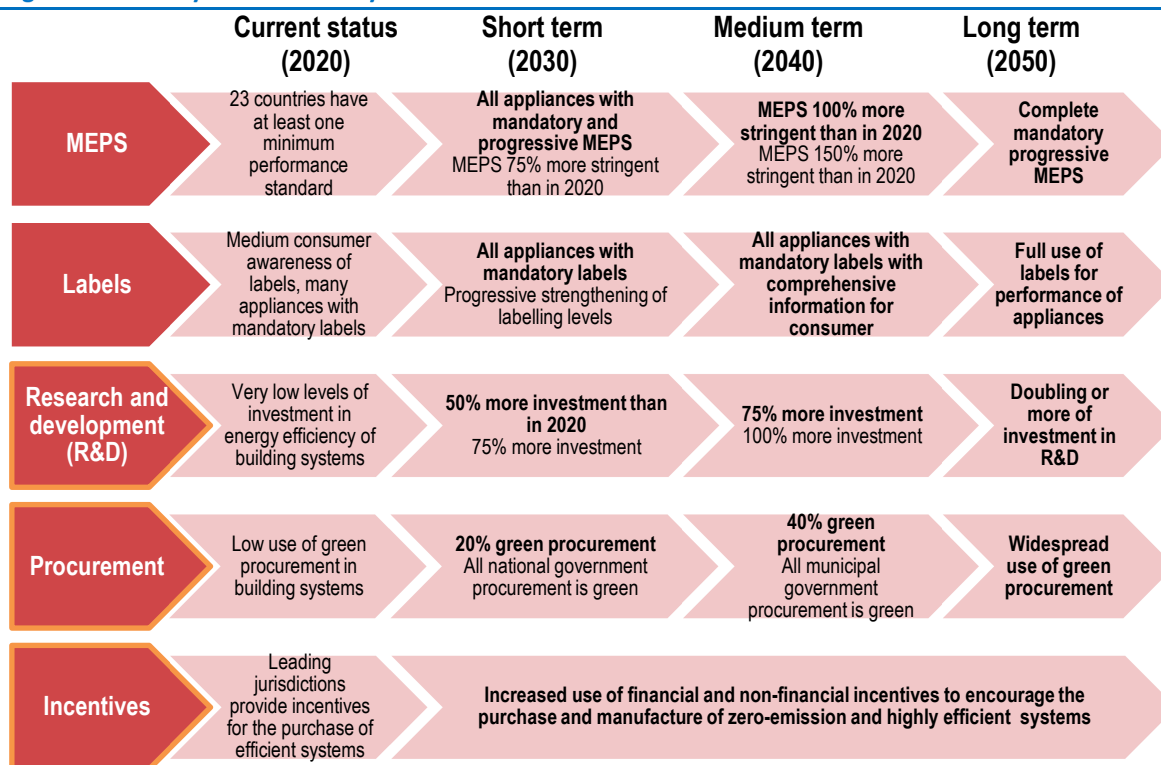 Current status
(2020)
Short term
(2030)
Medium term
(2040)
Long term
(2050)
MEPS
23 countries have
at least one
minimum
performance
standard
All appliances with
mandatory and
progressive MEPS
MEPS 75% more stringent
than in 2020
MEPS 100% more
stringent than in 2020
MEPS 150% more
stringent than in 2020
Complete
mandatory
progressive
MEPS
Labels
Medium consumer
awareness of
labels, many
appliances with
mandatory labels
All appliances with
mandatory labels
Progressive strengthening of
labelling levels
All appliances with
mandatory labels with
comprehensive
information for
consumer
Full use of
labels for
performance of
appliances
Research and
development
(R&D)
Very low levels of
investment in
energy efficiency of
building systems
50% more investment than
in 2020
75% more investment
75% more investment
100% more investment
Doubling or
more of
investment in
R&D
Procurement
Low use of green
procurement in
building systems
20% green procurement
All national government
procurement is green
40% green
procurement
All municipal
government
procurement is green
Widespread
use of green
procurement
Incentives
Leading
jurisdictions
provide incentives
for the purchase of
efficient systems
Increased use of financial and non-financial incentives to encourage the
purchase and manufacture of zero-emission and highly efficient systems